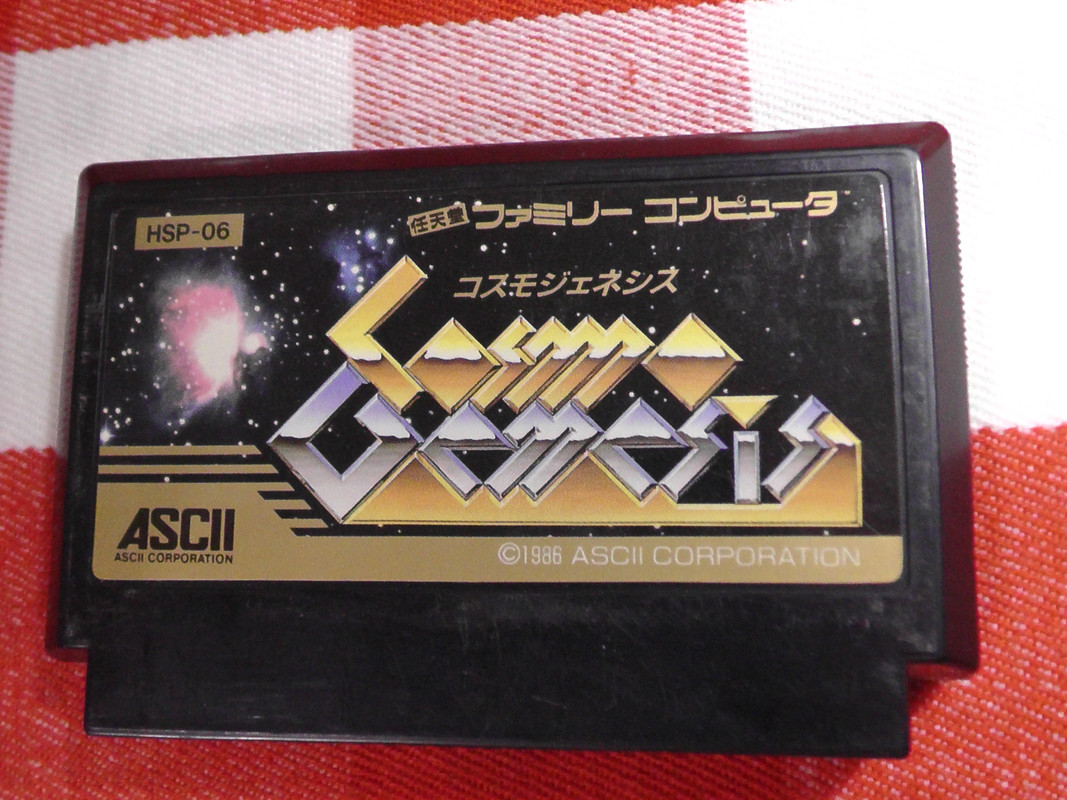 HSP-06
任天堂 ファミリー コンピュータ
コスモジェネシス
Cosmo
Genesis
ASCII
ASCII CORPORATION
©1986 ASCII CORPORATION